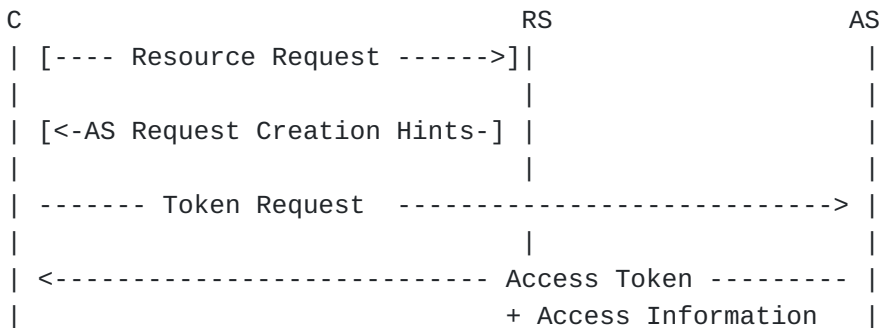 C                                RS                   AS
| [---- Resource Request ------>]|                     |
|                                |                     |
| [<-AS Request Creation Hints-] |                     |
|                                |                     |
| ------- Token Request  ----------------------------> |
|                                |                     |
| <---------------------------- Access Token --------- |
|                               + Access Information   |